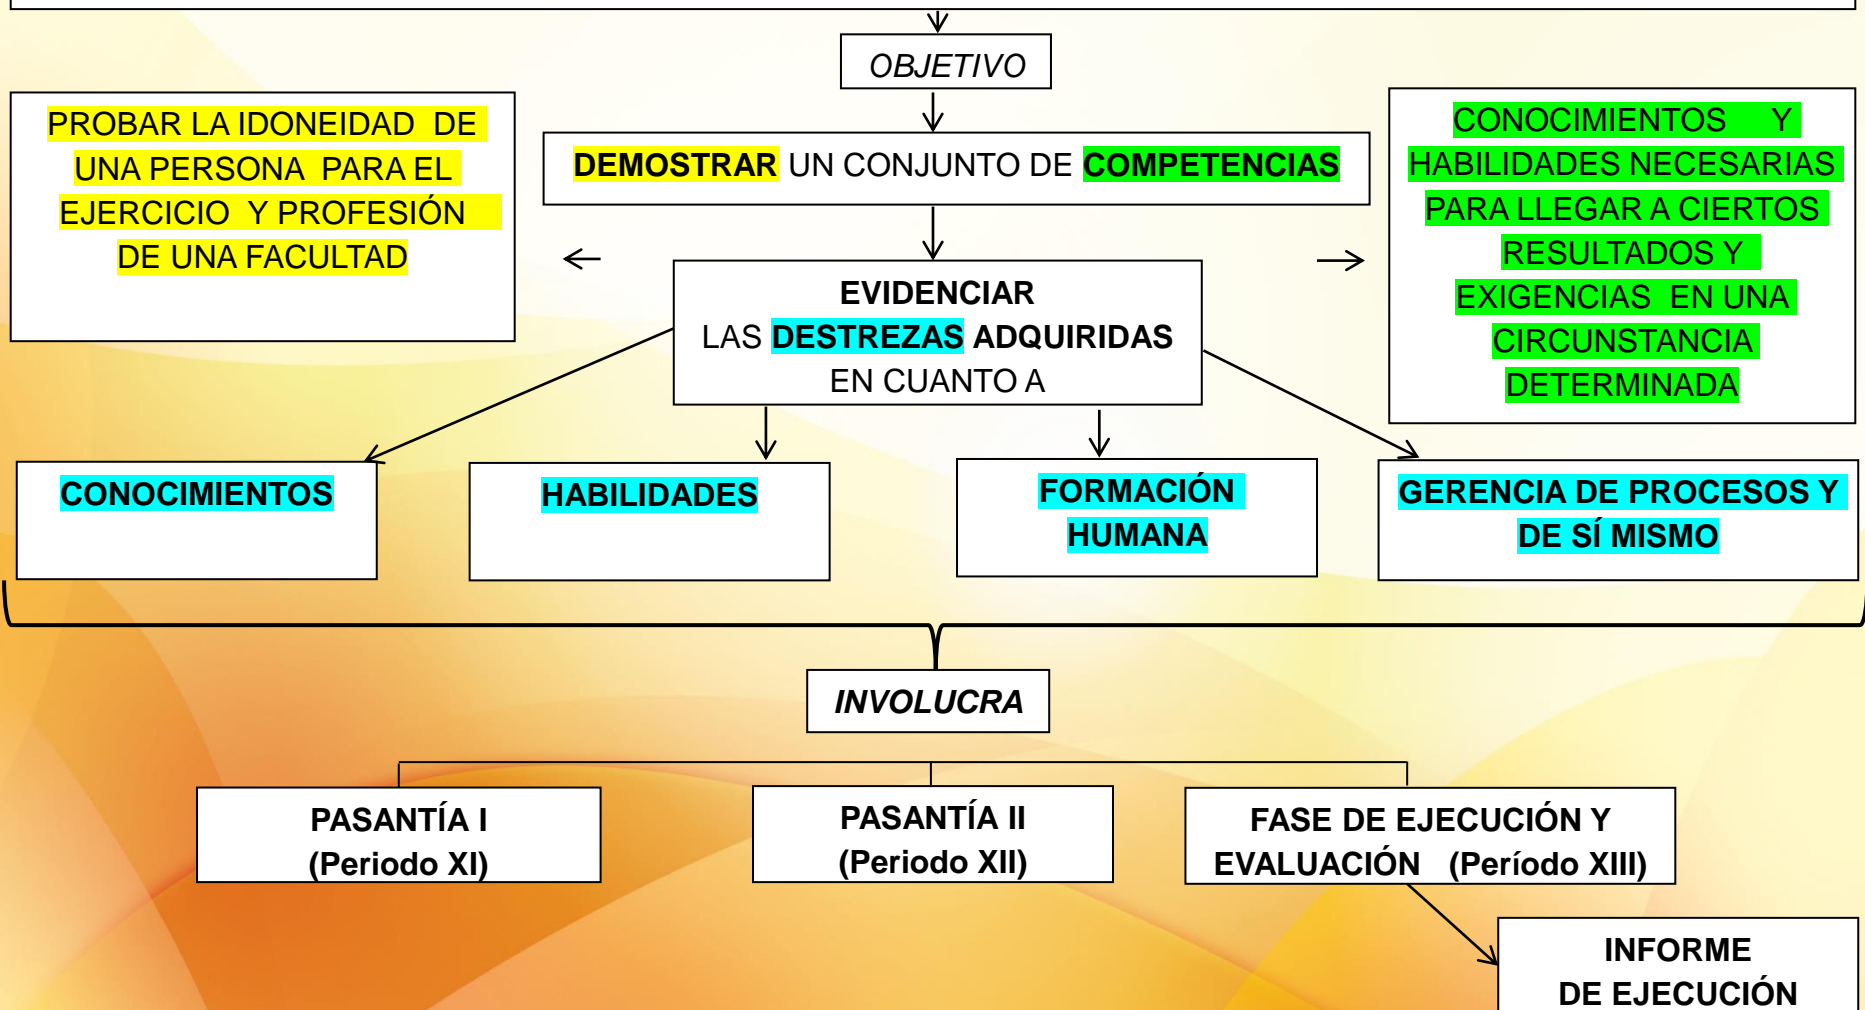 OBJETIVO
PROBAR LA IDONEIDAD DE
UNA PERSONA PARA EL
EJERCICIO Y PROFESIÓN
DE UNA FACULTAD
DEMOSTRAR UN CONJUNTO DE COMPETENCIAS
CONOCIMIENTOS Y
HABILIDADES NECESARIAS
PARA LLEGAR A CIERTOS
RESULTADOS Y
EXIGENCIAS EN UNA
CIRCUNSTANCIA
DETERMINADA
EVIDENCIAR
LAS DESTREZAS ADQUIRIDAS
EN CUANTO A
CONOCIMIENTOS
HABILIDADES
FORMACIÓN
HUMANA
GERENCIA DE PROCESOS Y
DE SÍ MISMO
INVOLUCRA
PASANTÍA I
(Periodo XI)
PASANTÍA II
(Periodo XII)
FASE DE EJECUCIÓN Y
EVALUACIÓN (Período XIII)
INFORME
DE EJECUCIÓN